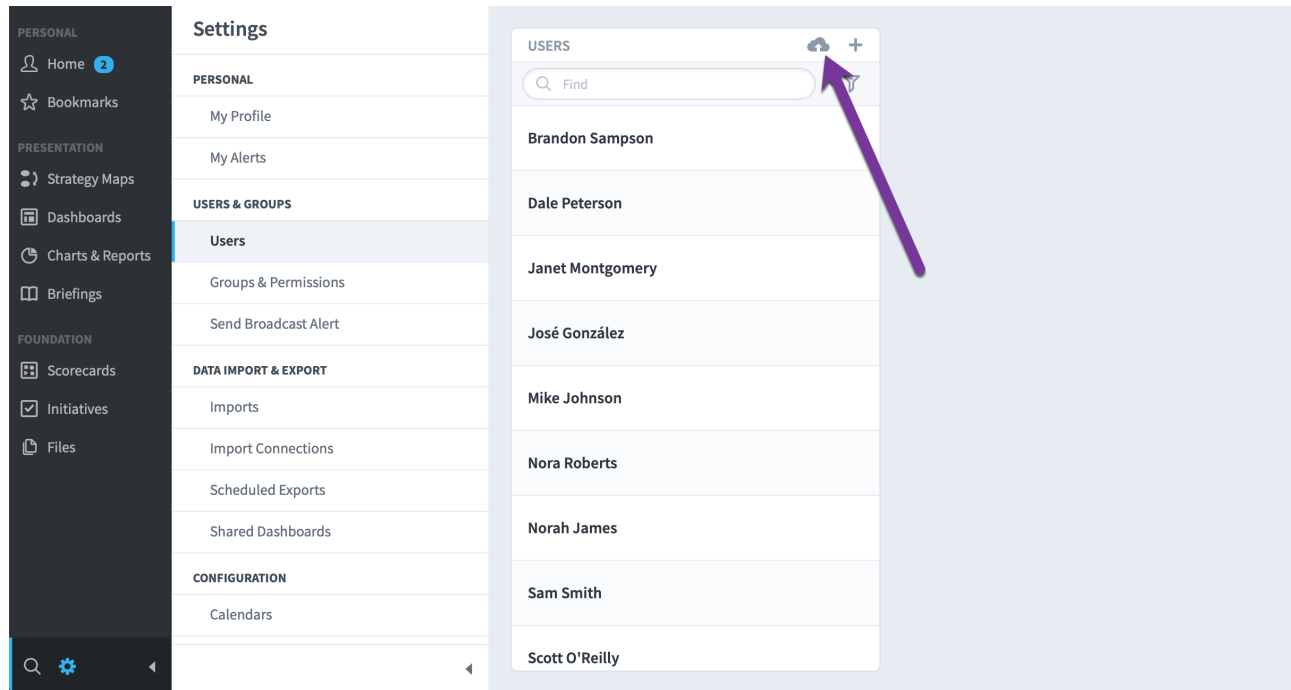 PERSONAL
Home 2
Bookmarks
PRESENTATION
Strategy Maps
Dashboards
Charts & Reports
Briefings
FOUNDATION
Scorecards
Initiatives
Files
Settings
PERSONAL
My Profile
My Alerts
USERS & GROUPS
Users
Groups & Permissions
Send Broadcast Alert
DATA IMPORT & EXPORT
Imports
Import Connections
Scheduled Exports
Shared Dashboards
CONFIGURATION
Calendars
USERS
Find
Brandon Sampson
Dale Peterson
Janet Montgomery
José González
Mike Johnson
Nora Roberts
Norah James
Sam Smith
Scott O'Reilly